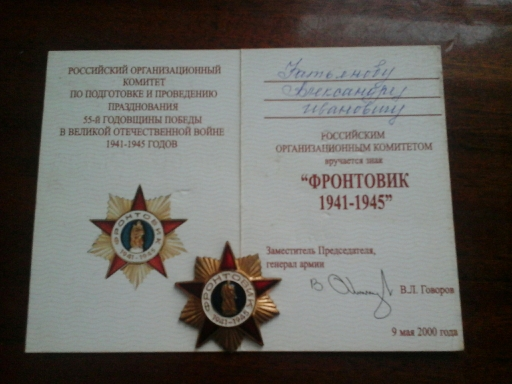 РОССИЙСКИЙ ОРГАНИЗАЦИОННЫЙ
КОМИТЕТ
ПО ПОДГОТОВКЕ И ПРОВЕДЕНИЮ
ПРАЗДНОВАНИЯ
55-й ГОДОВЩИНЫ ПОБЕДЫ
В ВЕЛИКОЙ ОТЕЧЕСТВЕННОЙ ВОЙНЕ
1941-1945 ГОДОВ
ФРОНТОВИК
1941-1945
Александру
Ивановичу
РОССИЙСКИМ
ОРГАНИЗАЦИОННЫМ КОМИТЕТОМ
вручается знак
"ФРОНТОВИК
1941-1945"
Заместитель Председателя,
генерал армии
В.Л. Говоров
9 мая 2000 года
ФРОНТОВИК
1941-1945